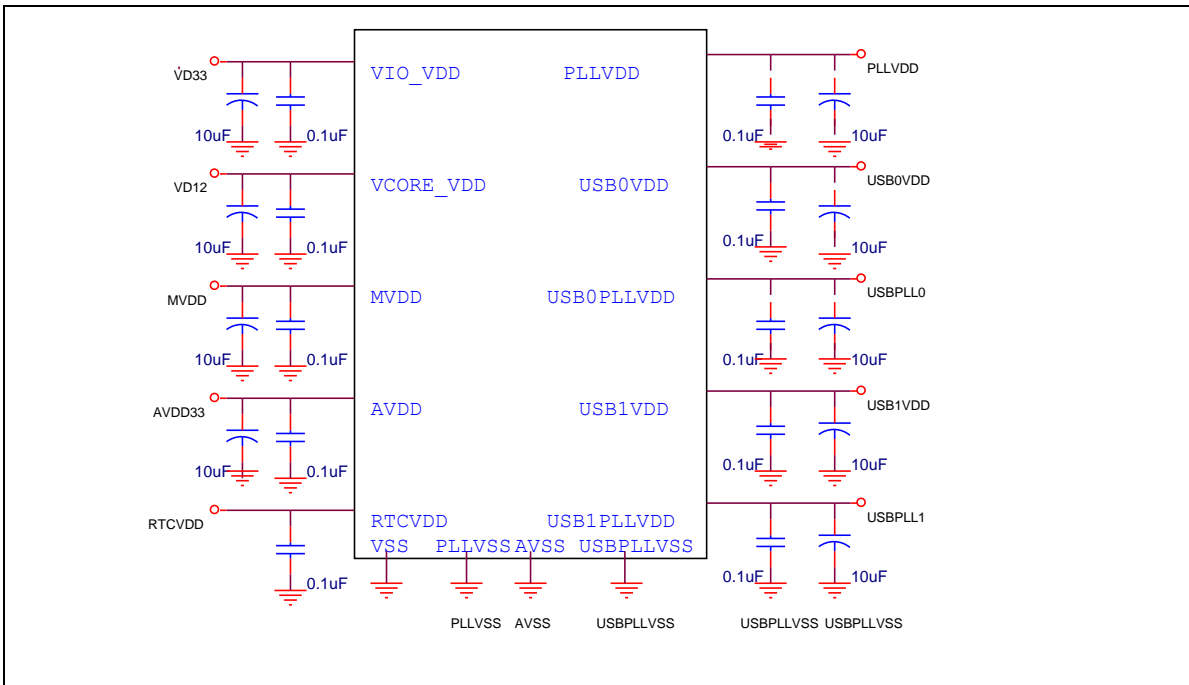 VD33
VIO_VDD
PLLVDD
PLLVDD
10uF
0.1uF
0.1uF
10uF
VD12
VCORE_VDD
USB0VDD
USB0VDD
10uF
0.1uF
0.1uF
10uF
MVDD
MVDD
USB0PLLVDD
USBPLL0
10uF
0.1uF
0.1uF
10uF
AVDD33
AVDD
USB1VDD
USB1VDD
10uF
0.1uF
0.1uF
10uF
RTCVDD
RTCVDD
USB1PLLVDD
USBPLL1
VSS
PLLVSS
AVSS
USBPLLVSS
0.1uF
0.1uF
10uF
PLLVSS
AVSS
USBPLLVSS
USBPLLVSS
USBPLLVSS